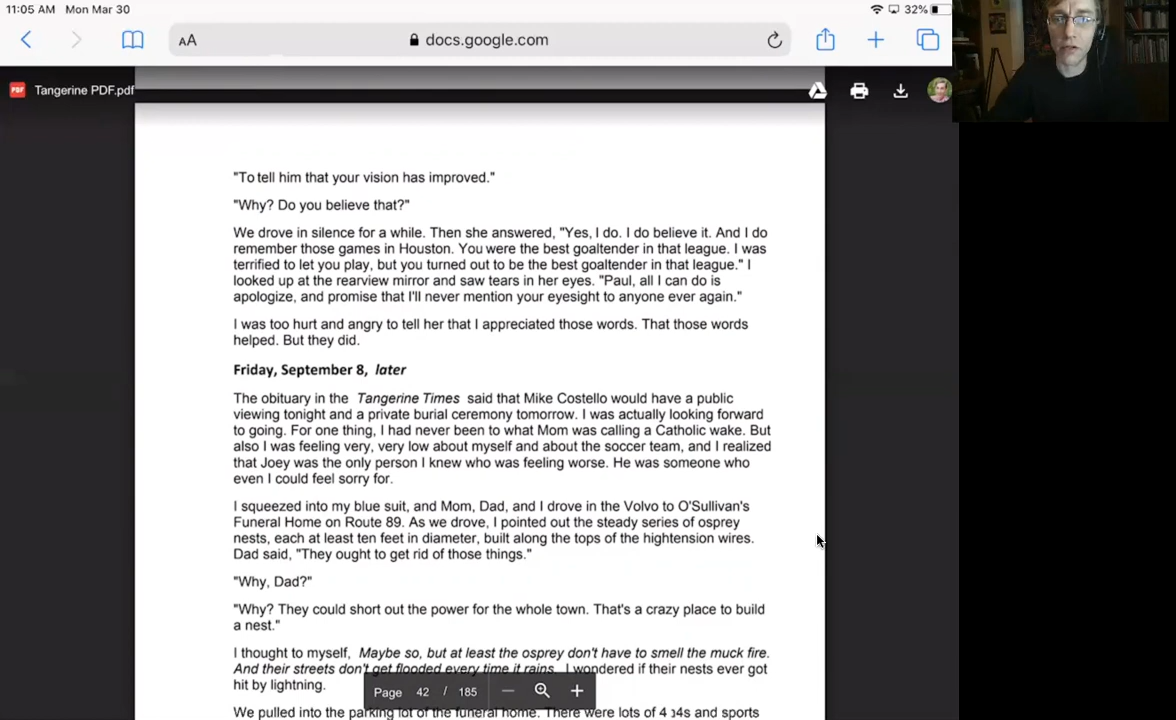 11:05 AM Mon Mar 30
32%
AA
docs.google.com
PDF
Tangerine PDF.pdf
"To tell him that your vision has improved."
"Why? Do you believe that?"
We drove in silence for a while. Then she answered, "Yes, I do. I do believe it. And I do
remember those games in Houston. You were the best goaltender in that league. I was
terrified to let you play, but you turned out to be the best goaltender in that league." I
looked up at the rearview mirror and saw tears in her eyes. "Paul, all I can do is
apologize, and promise that I'll never mention your eyesight to anyone ever again."
I was too hurt and angry to tell her that I appreciated those words. That those words
helped. But they did.
Friday, September 8, later
The obituary in the Tangerine Times said that Mike Costello would have a public
viewing tonight and a private burial ceremony tomorrow. I was actually looking forward
to going. For one thing, I had never been to what Mom was calling a Catholic wake. But
also I was feeling very, very low about myself and about the soccer team, and I realized
that Joey was the only person I knew who was feeling worse. He was someone who
even I could feel sorry for.
I squeezed into my blue suit, and Mom, Dad, and I drove in the Volvo to O'Sullivan's
Funeral Home on Route 89. As we drove, I pointed out the steady series of osprey
nests, each at least ten feet in diameter, built along the tops of the hightension wires.
Dad said, "They ought to get rid of those things."
"Why, Dad?"
"Why? They could short out the power for the whole town. That's a crazy place to build
a nest."
I thought to myself, Maybe so, but at least the osprey don't have to smell the muck fire.
And their streets don't get flooded every time it rains. I wondered if their nests ever got
hit by lightning.
Page 42 / 185
We pulled into the parking lot of the funeral home. There were lots of 4 x4s and sports